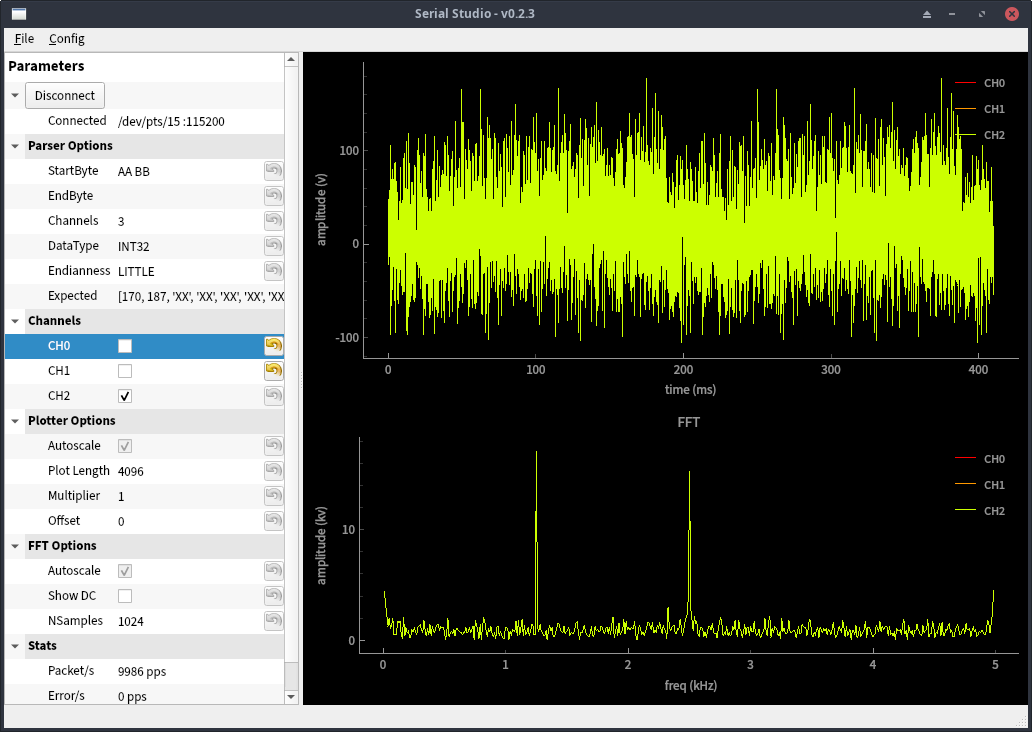 Serial Studio - v0.2.3
File Config
Parameters
Disconnect
Connected /dev/pts/15 :115200
Parser Options
StartByte AA BB
EndByte
Channels 3
DataType INT32
Endianness LITTLE
Expected [170, 187, 'XX', 'XX', 'XX', 'XX', 'XX
Channels
CH0
CH1
CH2
Plotter Options
Autoscale
Plot Length 4096
Multiplier 1
Offset 0
FFT Options
Autoscale
Show DC
NSamples 1024
Stats
Packet/s 9986 pps
Error/s 0 pps
CH0
CH1
CH2
amplitude (v)
100
0
-100
0 100 200 300 400
time (ms)
FFT
CH0
CH1
CH2
amplitude (kv)
10
0
0 1 2 3 4 5
freq (kHz)